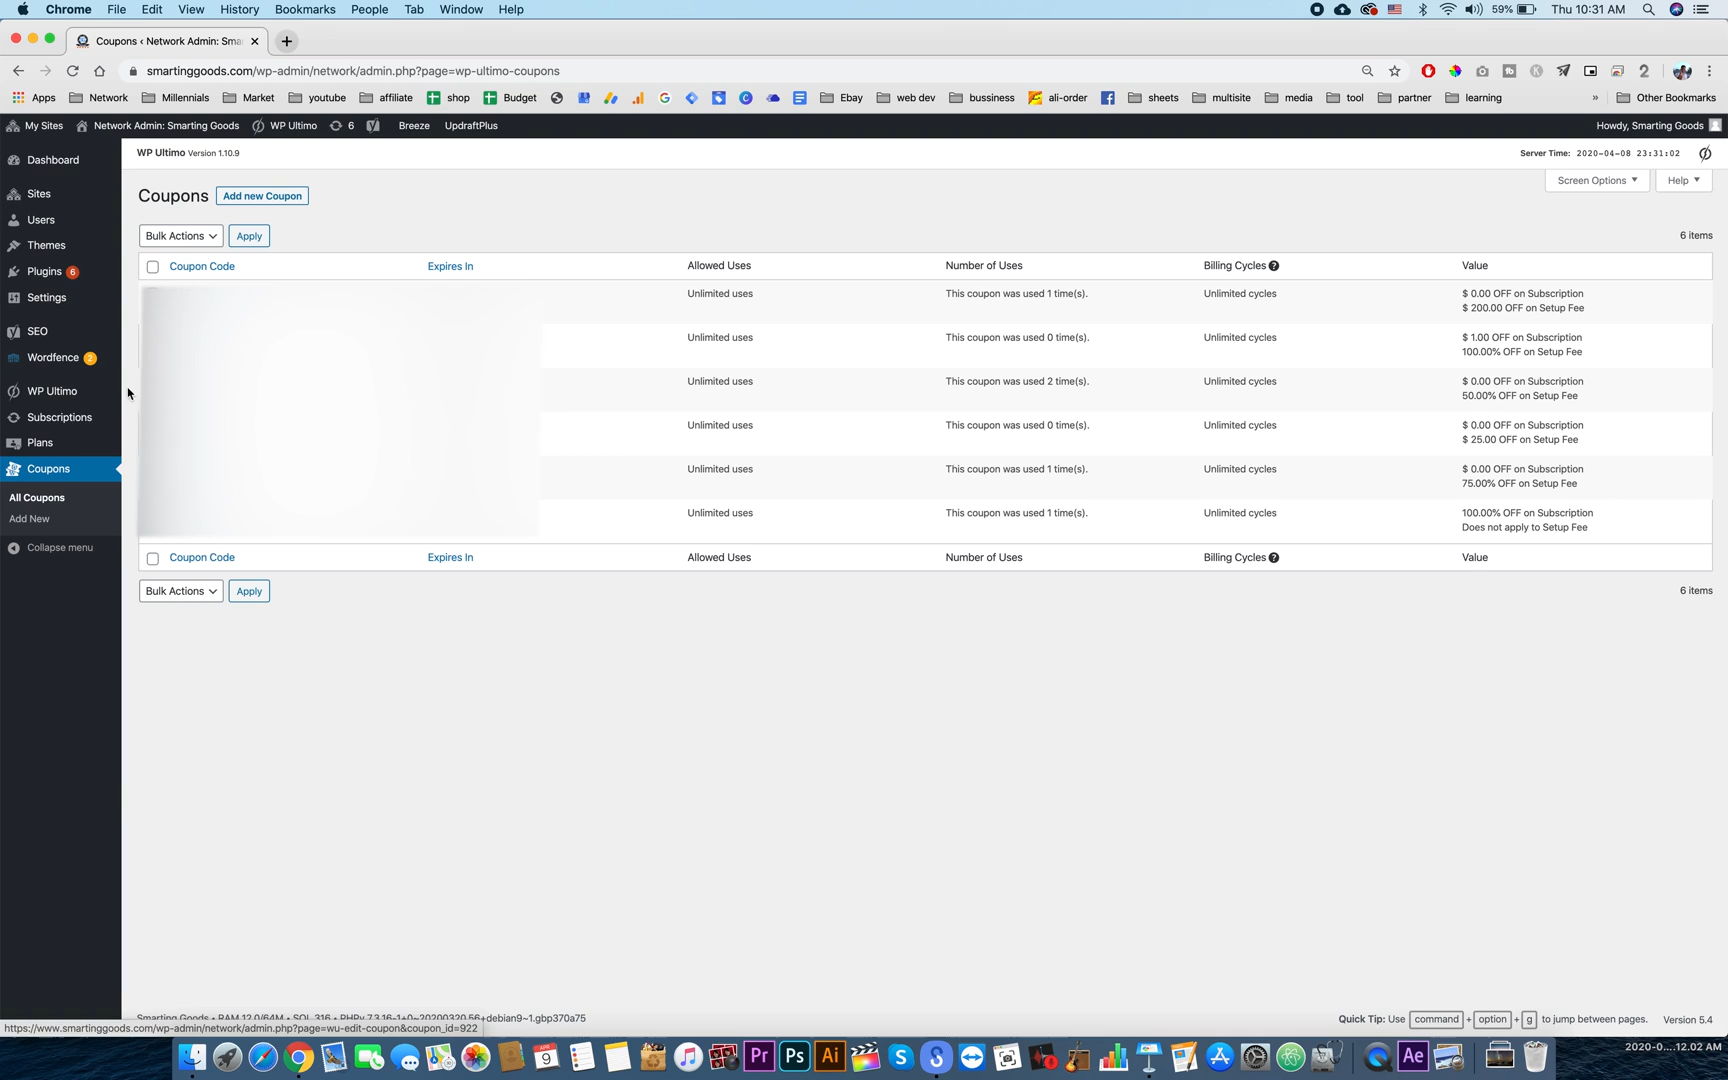 Chrome File Edit View History Bookmarks People Tab Window Help 59% Thu 10:31 AM
Coupons ‹ Network Admin: Sma
smartinggoods.com/wp-admin/network/admin.php?page=wp-ultimo-coupons
Apps Network Millennials Market youtube affiliate shop Budget Ebay web dev bussiness ali-order sheets multisite media tool partner learning » Other Bookmarks
My Sites Network Admin: Smarting Goods WP Ultimo 6 Breeze UpdraftPlus Howdy, Smarting Goods
WP Ultimo Version 1.10.9 Server Time: 2020-04-08 23:31:02
Screen Options Help
Dashboard
Sites
Users
Themes
Plugins 6
Settings
SEO
Wordfence 2
WP Ultimo
Subscriptions
Plans
Coupons
All Coupons
Add New
Collapse menu
Coupons Add new Coupon
Bulk Actions Apply 6 items
Coupon Code Expires In Allowed Uses Number of Uses Billing Cycles ? Value
Unlimited uses This coupon was used 1 time(s). Unlimited cycles $ 0.00 OFF on Subscription
$ 200.00 OFF on Setup Fee
Unlimited uses This coupon was used 0 time(s). Unlimited cycles $ 1.00 OFF on Subscription
100.00% OFF on Setup Fee
Unlimited uses This coupon was used 2 time(s). Unlimited cycles $ 0.00 OFF on Subscription
50.00% OFF on Setup Fee
Unlimited uses This coupon was used 0 time(s). Unlimited cycles $ 0.00 OFF on Subscription
$ 25.00 OFF on Setup Fee
Unlimited uses This coupon was used 1 time(s). Unlimited cycles $ 0.00 OFF on Subscription
75.00% OFF on Setup Fee
Unlimited uses This coupon was used 1 time(s). Unlimited cycles 100.00% OFF on Subscription
Does not apply to Setup Fee
Coupon Code Expires In Allowed Uses Number of Uses Billing Cycles ? Value
Bulk Actions Apply 6 items
Smarting Goods • RAM 12.0/64M • SQL 316 • PHPv 7.3.16-1+0~20200320.56+debian9~1.gbp370a75
Quick Tip: Use command + option + g to jump between pages. Version 5.4
https://www.smartinggoods.com/wp-admin/network/admin.php?page=wu-edit-coupon&coupon_id=922
APR
9
Pr Ps Ai Ae
2020-0....12.02 AM